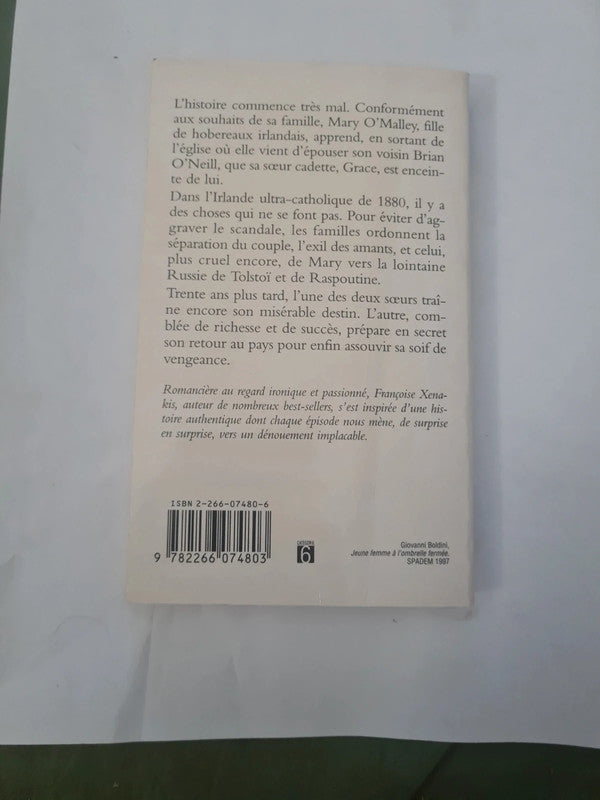 L'histoire commence très mal. Conformément
aux souhaits de sa famille, Mary O'Malley, fille
de hobereaux irlandais, apprend, en sortant de
l'église où elle vient d'épouser son voisin Brian
O'Neill, que sa sœur cadette, Grace, est encein-
te de lui.
Dans l'Irlande ultra-catholique de 1880, il y a
des choses qui ne se font pas. Pour éviter d'ag-
graver le scandale, les familles ordonnent la
séparation du couple, l'exil des amants, et celui,
plus cruel encore, de Mary vers la lointaine
Russie de Tolstoï et de Raspoutine.
Trente ans plus tard, l'une des deux sœurs traî-
ne encore son misérable destin. L'autre, com-
blée de richesse et de succès, prépare en secret
son retour au pays pour enfin assouvir sa soif de
vengeance.
Romancière au regard ironique et passionné, Françoise Xena-
kis, auteur de nombreux best-sellers, s'est inspirée d'une his-
toire authentique dont chaque épisode nous mène, de surprise
en surprise, vers un dénouement implacable.
ISBN 2-266-07480-6
9 782266 074803
CATÉGORIE
6
Giovanni Boldini,
Jeune femme à l'ombrelle fermée.
SPADEM 1997